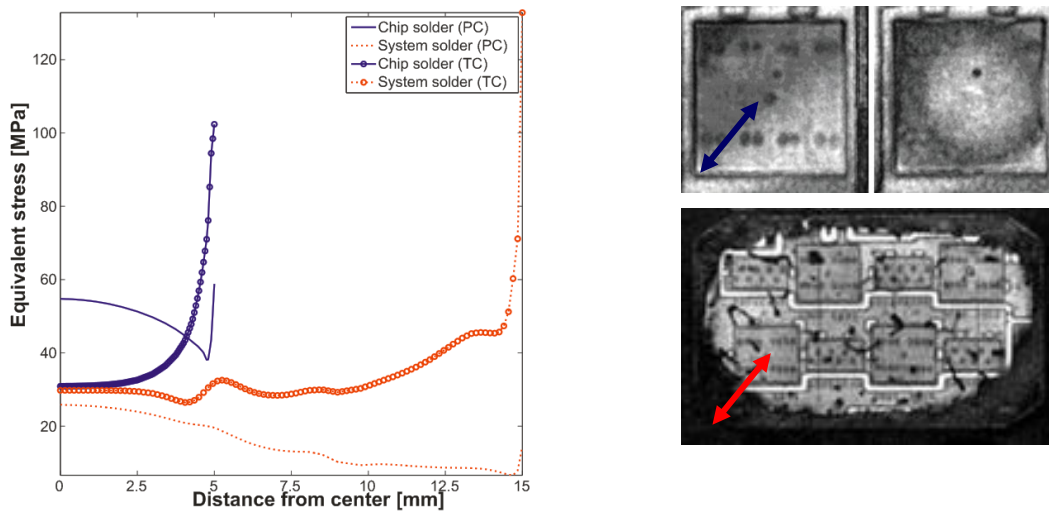 Equivalent stress [MPa]
120
100
80
60
40
20
0
2.5
5
7.5
10
12.5
15
Distance from center [mm]
Chip solder (PC)
System solder (PC)
Chip solder (TC)
System solder (TC)